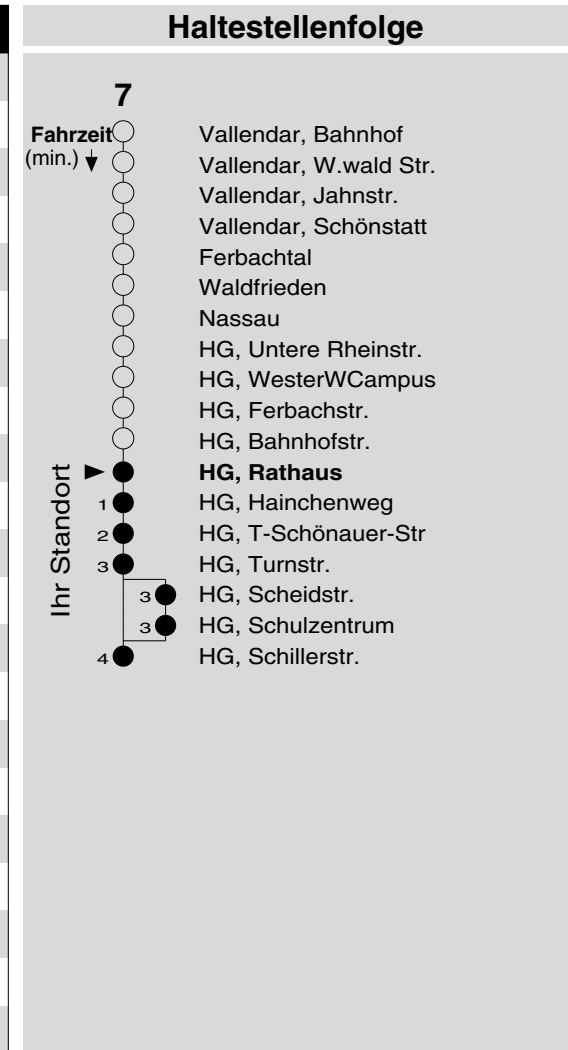 Haltestellenfolge
7
Fahrzeit
(min.)
Vallendar, Bahnhof
Vallendar, W.wald Str.
Vallendar, Jahnstr.
Vallendar, Schönstatt
Ferbachtal
Waldfrieden
Nassau
HG, Untere Rheinstr.
HG, WesterWCampus
HG, Ferbachstr.
HG, Bahnhofstr.
Ihr Standort
HG, Rathaus
1 HG, Hainchenweg
2 HG, T-Schönauer-Str
3 HG, Turnstr.
3 HG, Scheidstr.
3 HG, Schulzentrum
4 HG, Schillerstr.